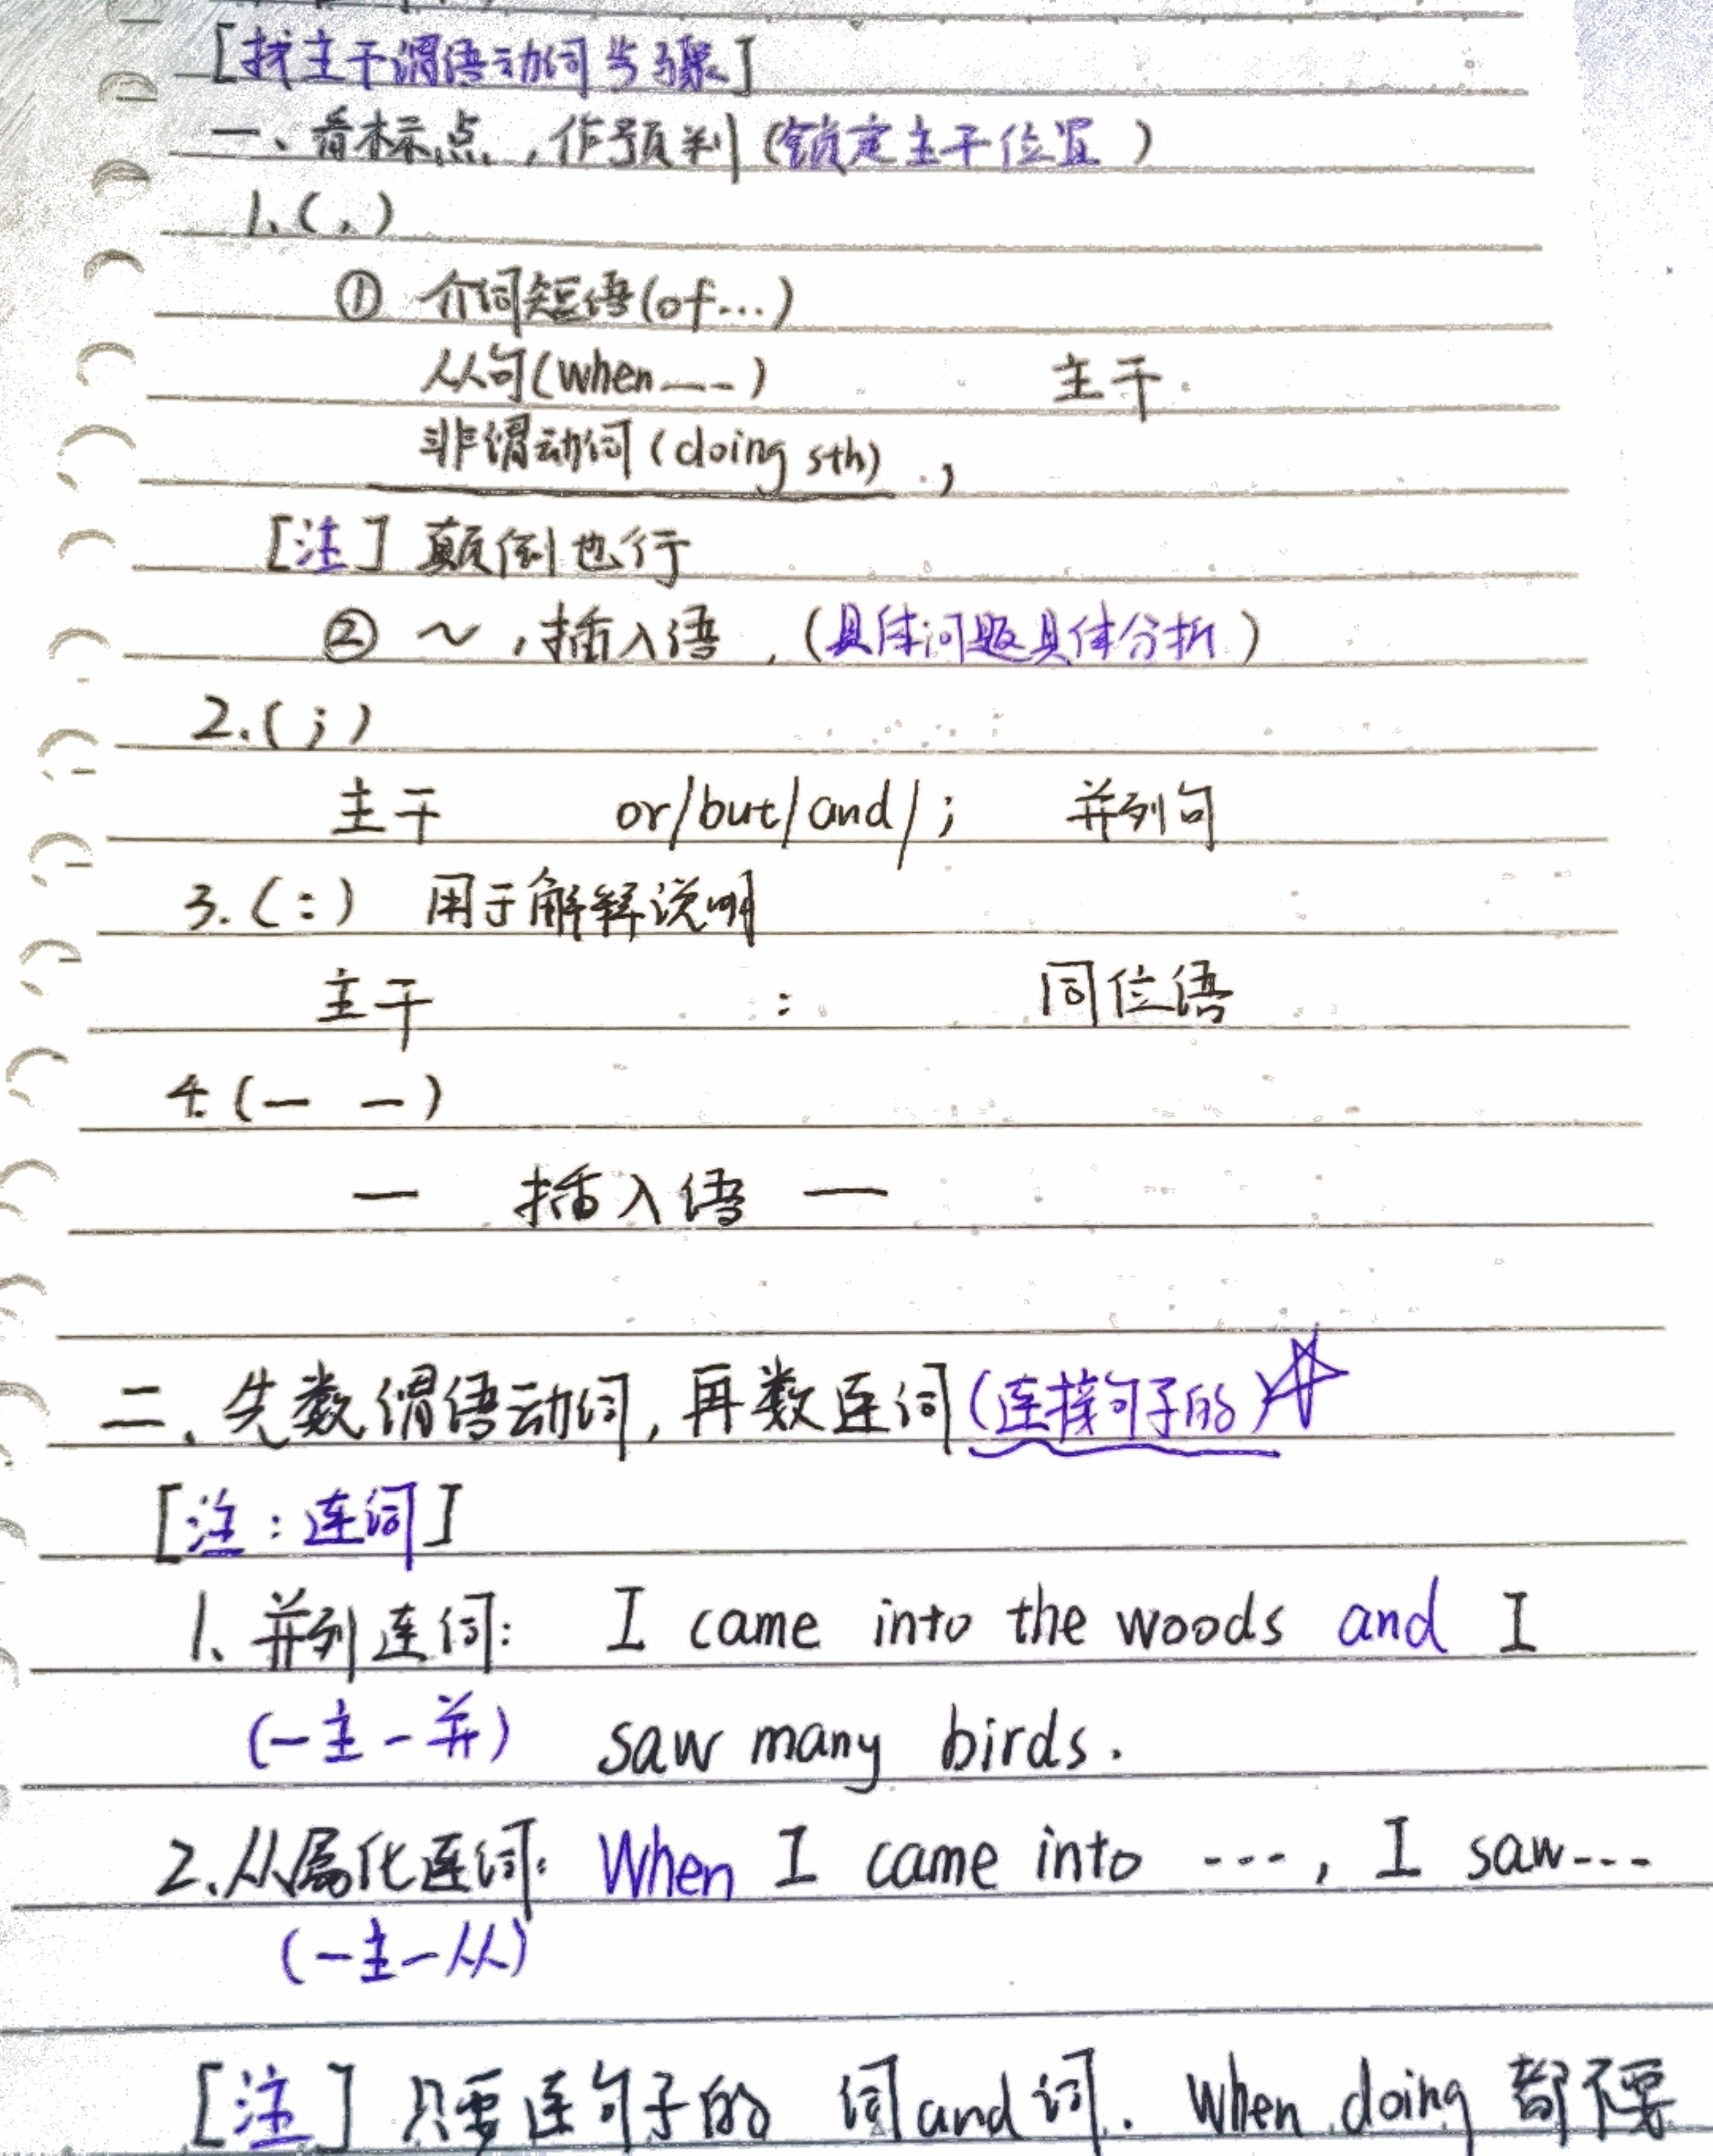 [找主干谓语动词步骤]
一、看标点,作预判(锁定主干位置)
1.(,)
① 介词短语(of...)
从句(when——-) 主干.
非谓动词(doing sth) ,
[注] 颠倒也行
② ~ ,插入语 ,(具体问题具体分析)
2.(;)
主干 or/but/and/; 并列句
3.(:) 用于解释说明
主干 : 同位语
4.(— —)
— 插入语 —
二、先数谓语动词,再数连词(连接句子的)☆
[注:连词]
1、并列连词: I came into the woods and I
(一主一并) saw many birds.
2.从属化连词: When I came into ···, I saw---
(一主一从)
[注] 只要连句子的 词and词. When doing 都不要